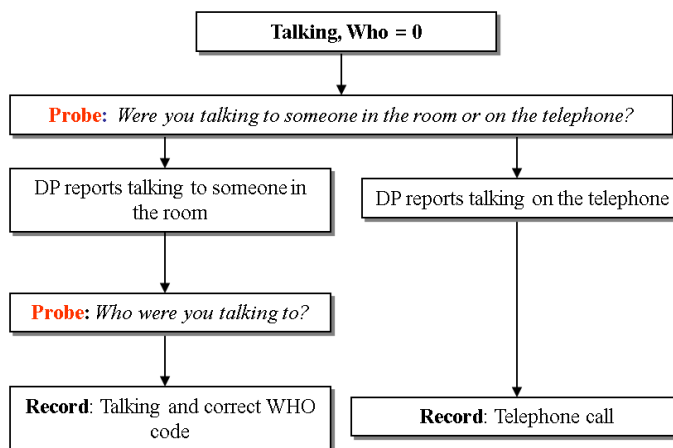 Talking, Who = 0
Probe: Were you talking to someone in the room or on the telephone?
DP reports talking to someone in
the room
DP reports talking on the telephone
Probe: Who were you talking to?
Record: Talking and correct WHO
code
Record: Telephone call